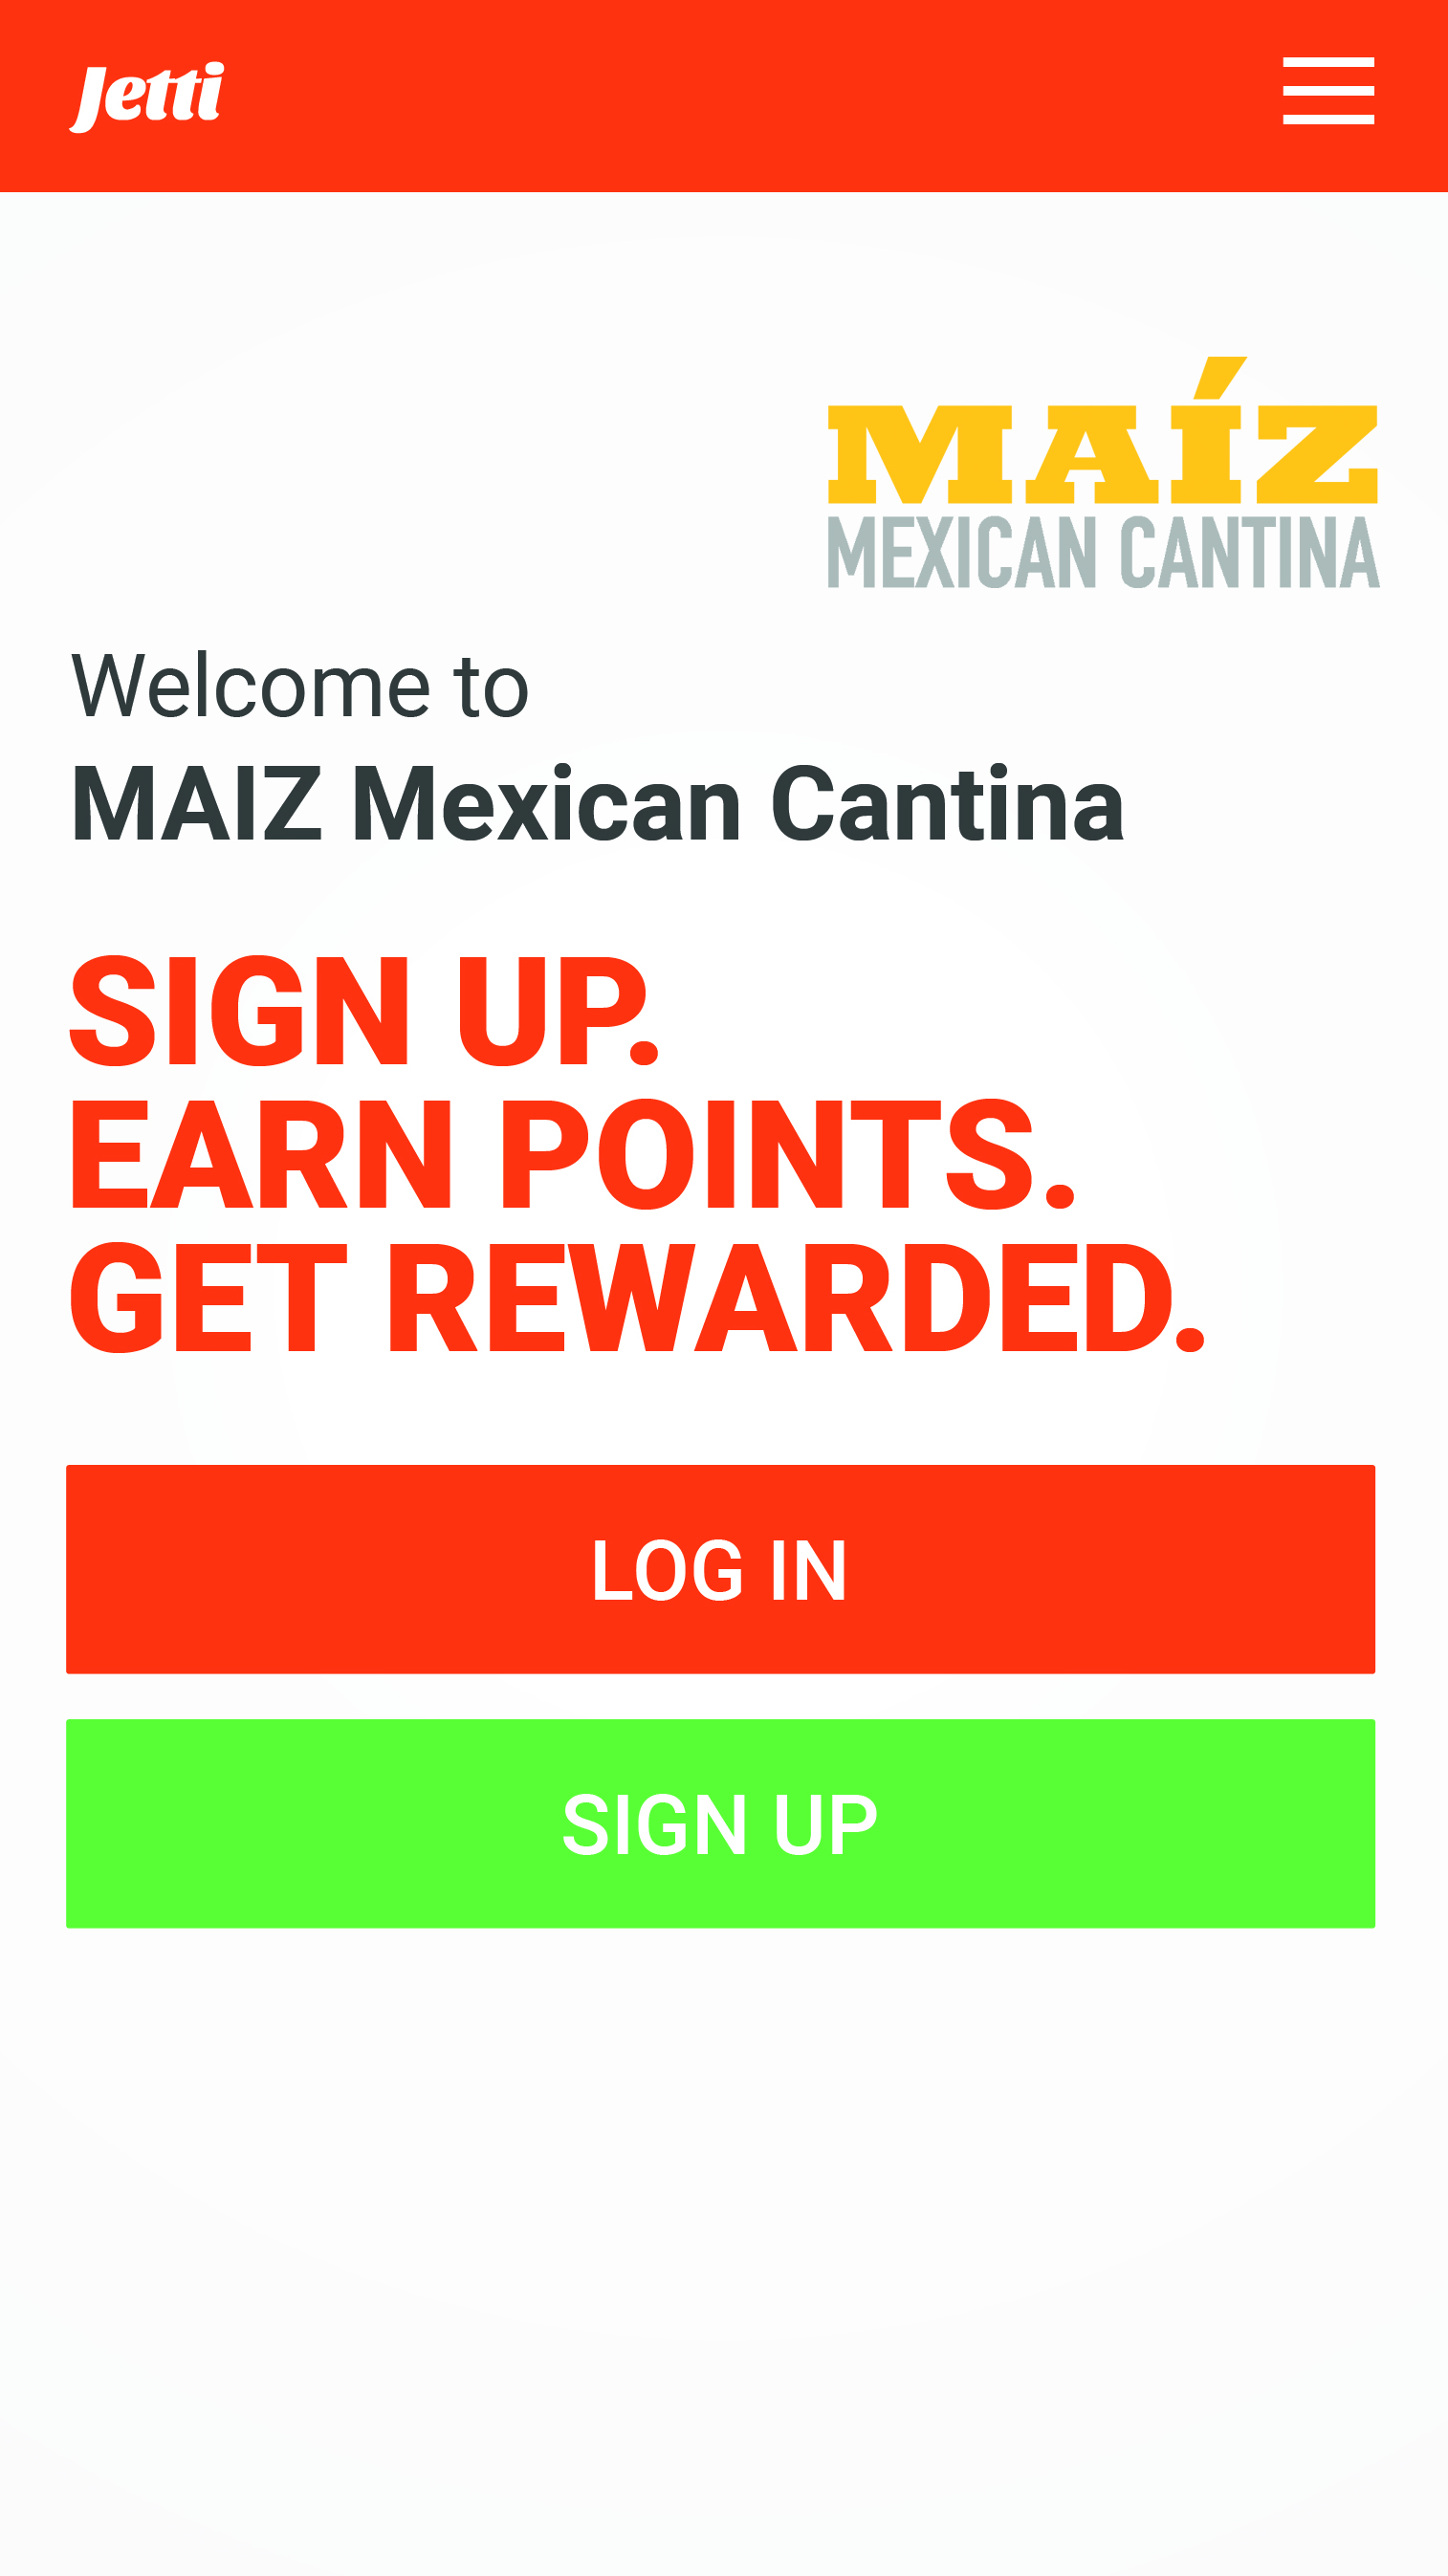 Jetti
MAÍZ
MEXICAN CANTINA
Welcome to
MAIZ Mexican Cantina
SIGN UP.
EARN POINTS.
GET REWARDED.
LOG IN
SIGN UP